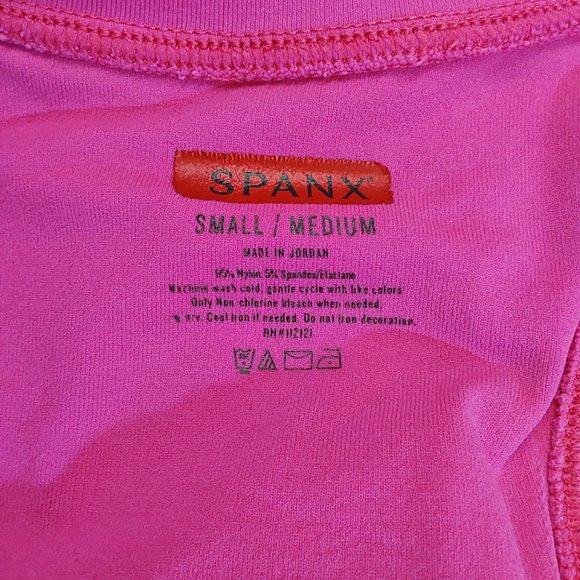 SPANX®
SMALL / MEDIUM
MADE IN JORDAN
95% Nylon, 5% Spandex/Elastane
Machine wash cold, gentle cycle with like colors
Only Non chlorine bleach when needed,
dry. Cool iron if needed. Do not iron decoration.
RN#112121